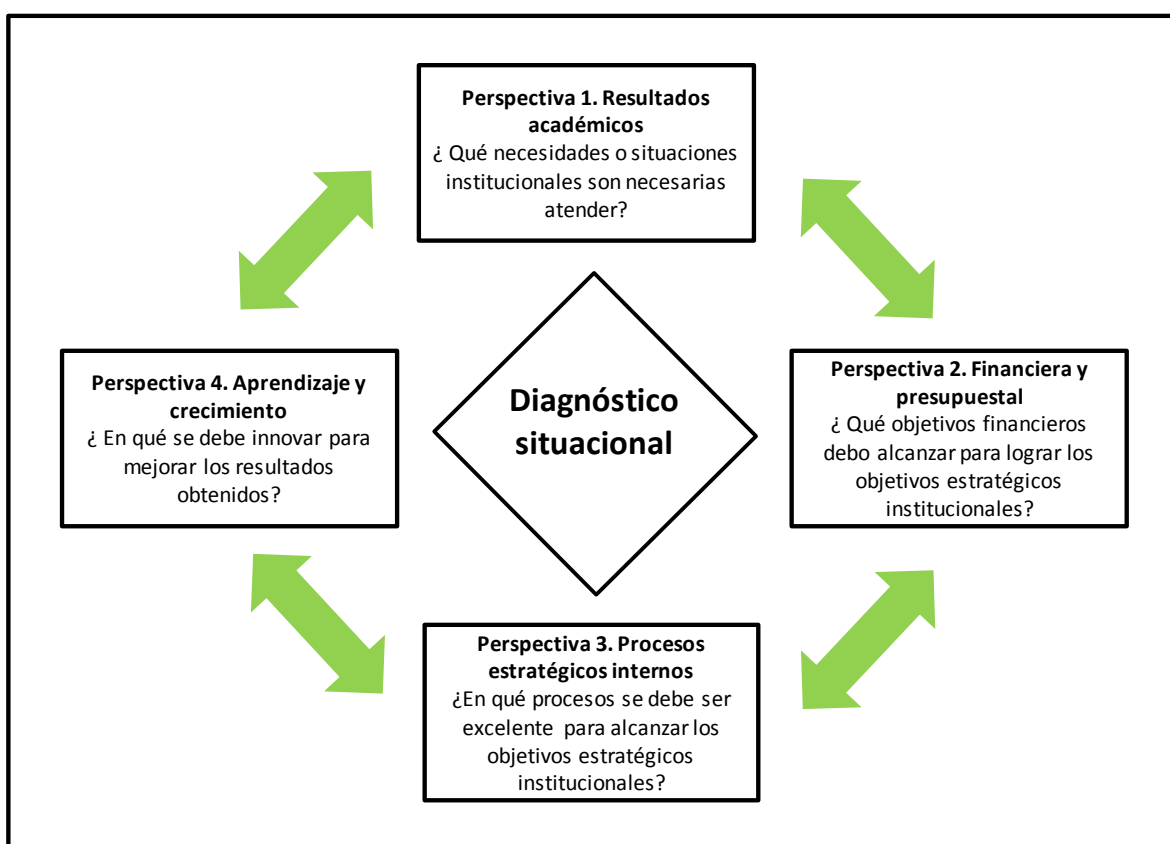 Perspectiva 1. Resultados
académicos
¿ Qué necesidades o situaciones
institucionales son necesarias
atender?
Perspectiva 4. Aprendizaje y
crecimiento
¿ En qué se debe innovar para
mejorar los resultados
obtenidos?
Diagnóstico
situacional
Perspectiva 2. Financiera y
presupuestal
¿ Qué objetivos financieros
debo alcanzar para lograr los
objetivos estratégicos
institucionales?
Perspectiva 3. Procesos
estratégicos internos
¿En qué procesos se debe ser
excelente para alcanzar los
objetivos estratégicos
institucionales?